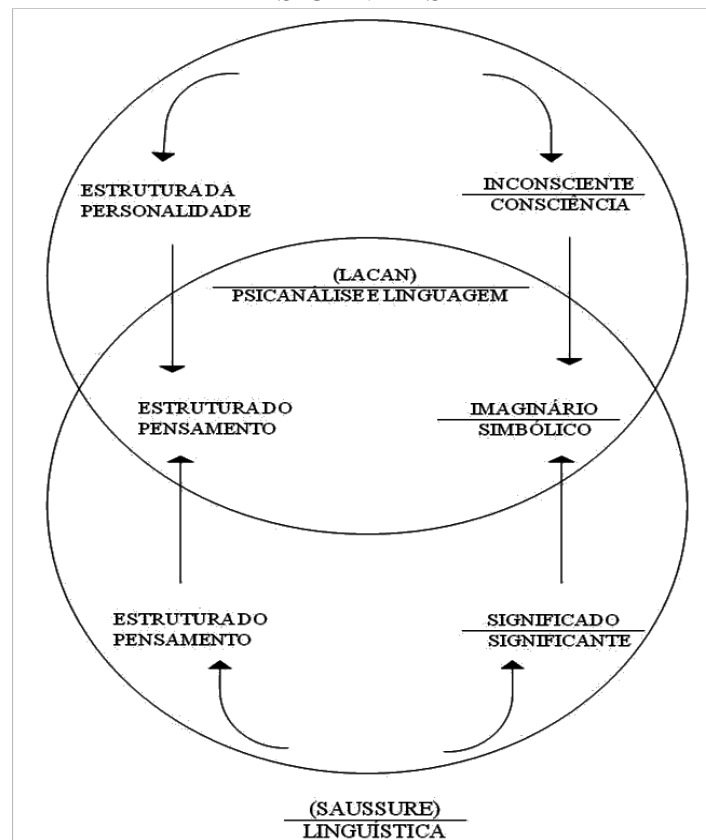 ESTRUTURA DA
PERSONALIDADE
INCONSCIENTE
CONSCIÊNCIA
(LACAN)
PSICANÁLISE E LINGUAGEM
ESTRUTURA DO
PENSAMENTO
IMAGINÁRIO
SIMBÓLICO
ESTRUTURA DO
PENSAMENTO
SIGNIFICADO
SIGNIFICANTE
(SAUSSURE)
LINGUÍSTICA